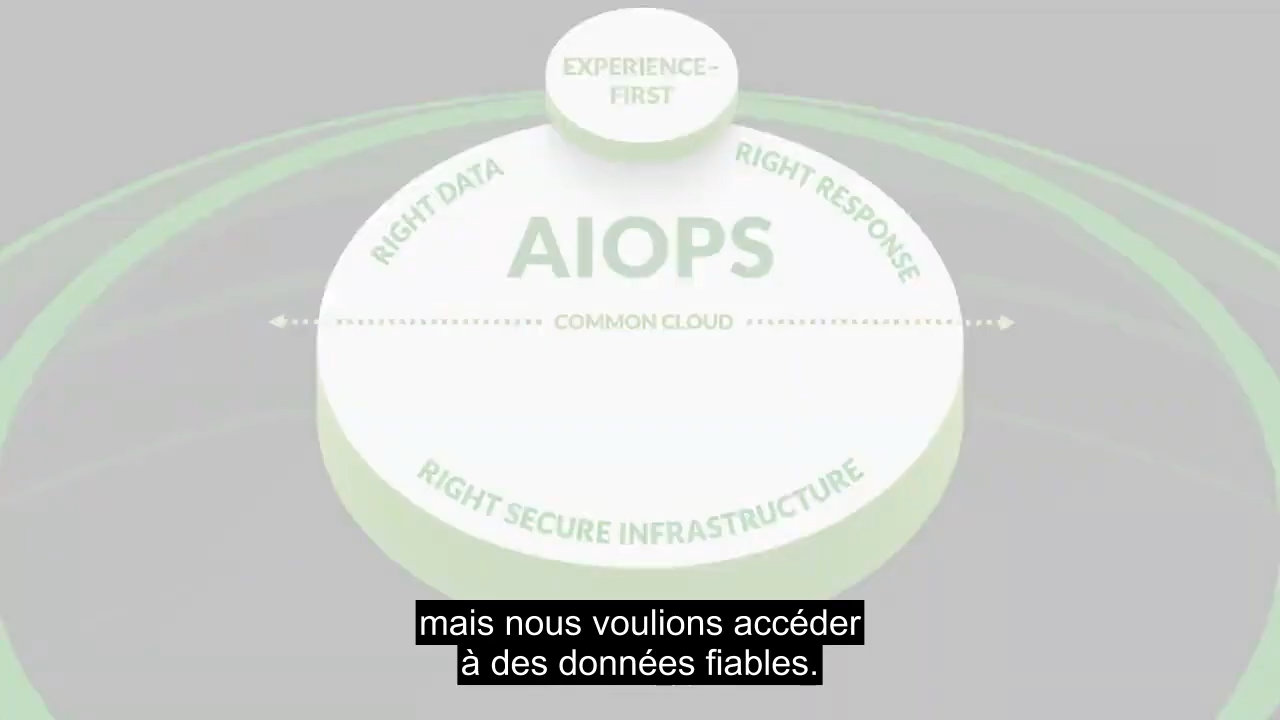 EXPERIENCE-
FIRST
RIGHT DATA
RIGHT RESPONSE
AIOPS
COMMON CLOUD
RIGHT SECURE INFRASTRUCTURE
mais nous voulions accéder
à des données fiables.